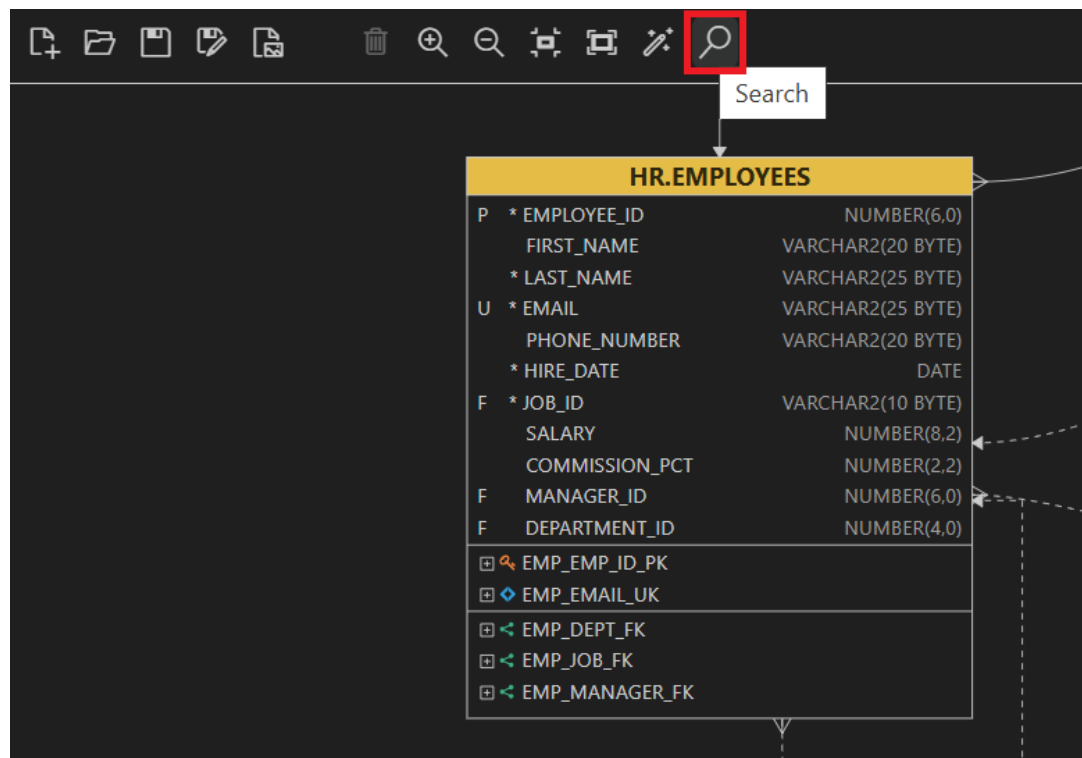 Search
HR.EMPLOYEES
P * EMPLOYEE_ID NUMBER(6,0)
FIRST_NAME VARCHAR2(20 BYTE)
* LAST_NAME VARCHAR2(25 BYTE)
U * EMAIL VARCHAR2(25 BYTE)
PHONE_NUMBER VARCHAR2(20 BYTE)
* HIRE_DATE DATE
F * JOB_ID VARCHAR2(10 BYTE)
SALARY NUMBER(8,2)
COMMISSION_PCT NUMBER(2,2)
F MANAGER_ID NUMBER(6,0)
F DEPARTMENT_ID NUMBER(4,0)
EMP_EMP_ID_PK
EMP_EMAIL_UK
EMP_DEPT_FK
EMP_JOB_FK
EMP_MANAGER_FK